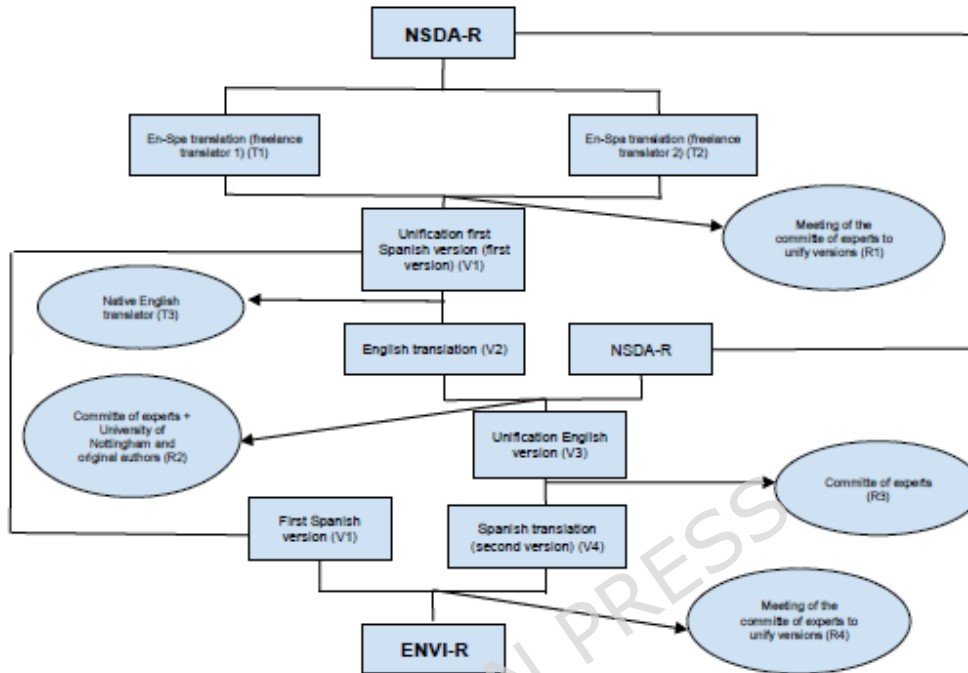 NSDA-R
En-Spa translation (freelance
translator 1) (T1)
En-Spa translation (freelance
translator 2) (T2)
Unification first
Spanish version (first
version) (V1)
Meeting of the
committe of experts to
unify versions (R1)
Native English
translator (T3)
English translation (V2)
NSDA-R
Committe of experts +
University of
Nottingham and
original authors (R2)
Unification English
version (V3)
Committe of experts
(R3)
First Spanish
version (V1)
Spanish translation
(second version) (V4)
Meeting of the
committe of experts to
unify versions (R4)
ENVI-R
PRESS